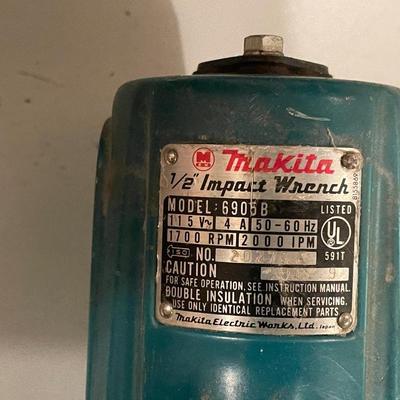 M Makita
1/2" Impact Wrench
MODEL: 6905B LISTED
115V~ 4 A 50-60 Hz UL
1700 RPM 2000 IPM 591T
NO.
CAUTION
FOR SAFE OPERATION, SEE INSTRUCTION MANUAL.
DOUBLE INSULATION WHEN SERVICING,
USE ONLY IDENTICAL REPLACEMENT PARTS.
Makita Electric Works, Ltd. Japan